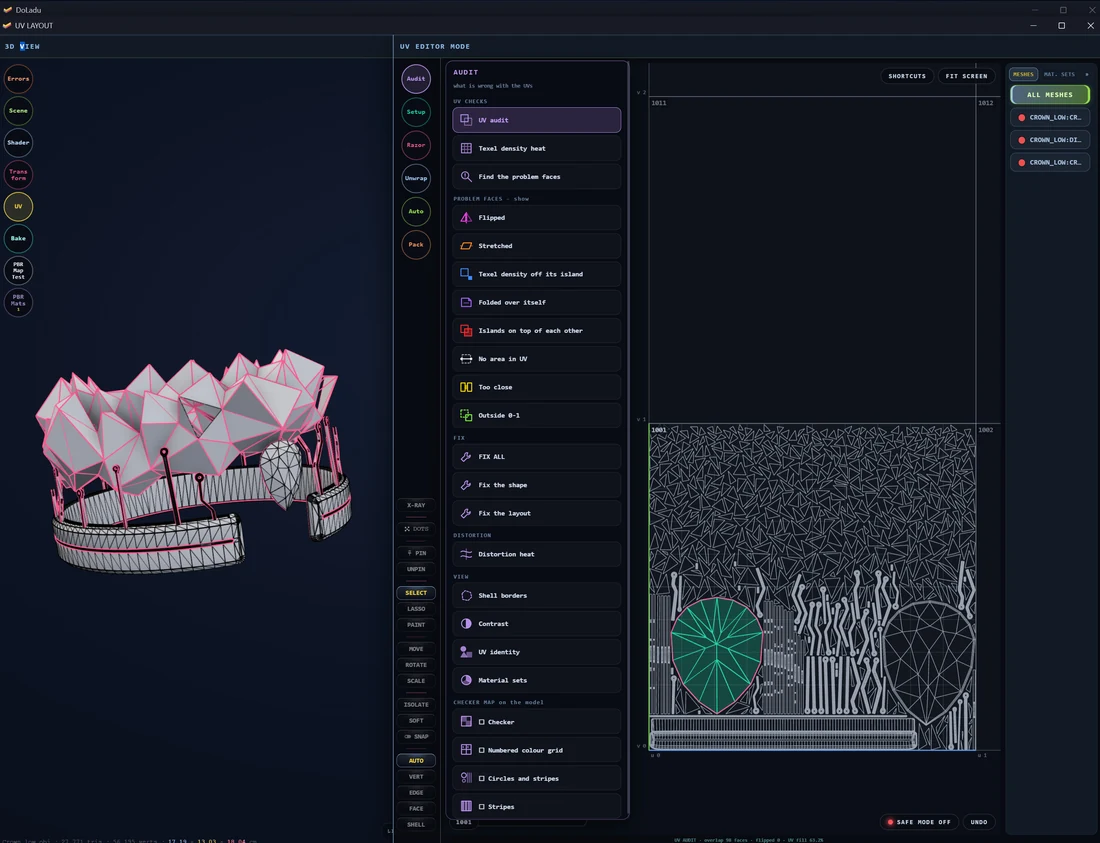 DoLadu
UV LAYOUT
3D VIEW
UV EDITOR MODE
Errors
Scene
Shader
Trans
form
UV
Bake
PBR
Map
Test
PBR
Mats
Audit
Setup
Razor
Unwrap
Auto
Pack
X-RAY
DOTS
PIN
UNPIN
SELECT
LASSO
PAINT
MOVE
ROTATE
SCALE
ISOLATE
SOFT
SNAP
AUTO
VERT
EDGE
FACE
SHELL
AUDIT
what is wrong with the UVs
UV CHECKS
UV audit
Texel density heat
Find the problem faces
PROBLEM FACES - show
Flipped
Stretched
Texel density off its island
Folded over itself
Islands on top of each other
No area in UV
Too close
Outside 0-1
FIX
FIX ALL
Fix the shape
Fix the layout
DISTORTION
Distortion heat
VIEW
Shell borders
Contrast
UV identity
Material sets
CHECKER MAP on the model
Checker
Numbered colour grid
Circles and stripes
Stripes
1001
SHORTCUTS
FIT SCREEN
v 2
1011
1012
v 1
1001
1002
v 0
u 0
u 1
SAFE MODE OFF
UNDO
MESHES
MAT. SETS
ALL MESHES
CROWN_LOW:CR…
CROWN_LOW:DI…
CROWN_LOW:CR…